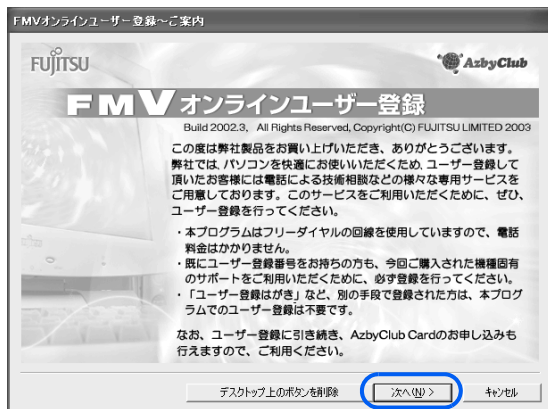 FMVオンラインユーザー登録～ご案内
FUJITSU
AzbyClub
FMVオンラインユーザー登録
Build 2002.3, All Rights Reserved, Copyright(C) FUJITSU LIMITED 2003
この度は弊社製品をお買い上げいただき、ありがとうございます。
弊社では、パソコンを快適にお使いいただくため、ユーザー登録して
頂いたお客様には電話による技術相談などの様々な専用サービスを
ご用意しております。このサービスをご利用いただくために、ぜひ、
ユーザー登録を行ってください。
・本プログラムはフリーダイヤルの回線を使用していますので、電話
料金はかかりません。
・既にユーザー登録番号をお持ちの方も、今回ご購入された機種固有
のサポートをご利用いただくために、必ず登録を行ってください。
・「ユーザー登録はがき」など、別の手段で登録された方は、本プログ
ラムでのユーザー登録は不要です。
なお、ユーザー登録に引き続き、AzbyClub Cardのお申し込みも
行えますので、ご利用ください。
デスクトップ上のボタンを削除
次へ(N) >
キャンセル